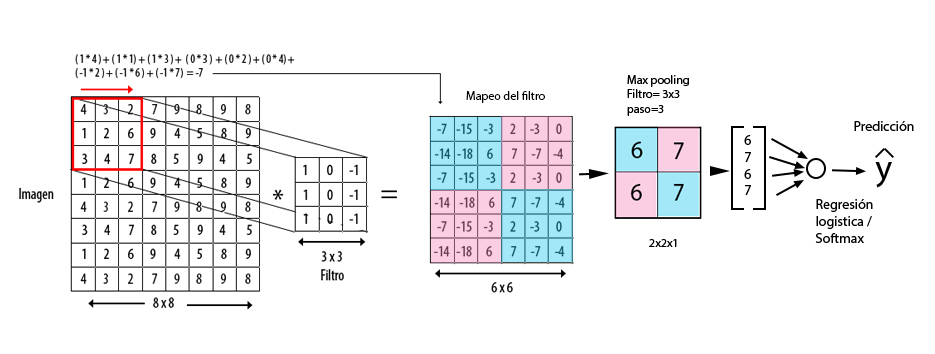 (1*4)+(1*1)+(1*3)+(0*3)+(0*2)+(0*4)+
(-1*2)+(-1*6)+(-1*7)=-7
Imagen
4 3 2 7 9 8 9 8
1 2 6 9 4 5 8 9
3 4 7 8 5 9 4 5
1 2 6 9 4 5 8 9
4 3 2 7 9 8 9 8
3 4 7 8 5 9 4 5
1 2 6 9 4 5 8 9
4 3 2 7 9 8 9 8
8 x 8
*
1 0 -1
1 0 -1
1 0 -1
3 x 3
Filtro
=
Mapeo del filtro
-7 -15 -3 2 -3 0
-14 -18 6 7 -7 -4
-7 -15 -3 2 -3 0
-14 -18 6 7 -7 -4
-7 -15 -3 2 -3 0
-14 -18 6 7 -7 -4
6 x 6
Max pooling
Filtro= 3x3
paso=3
6 7
6 7
2x2x1
6
7
6
7
Regresión
logistica /
Softmax
Predicción
ŷ